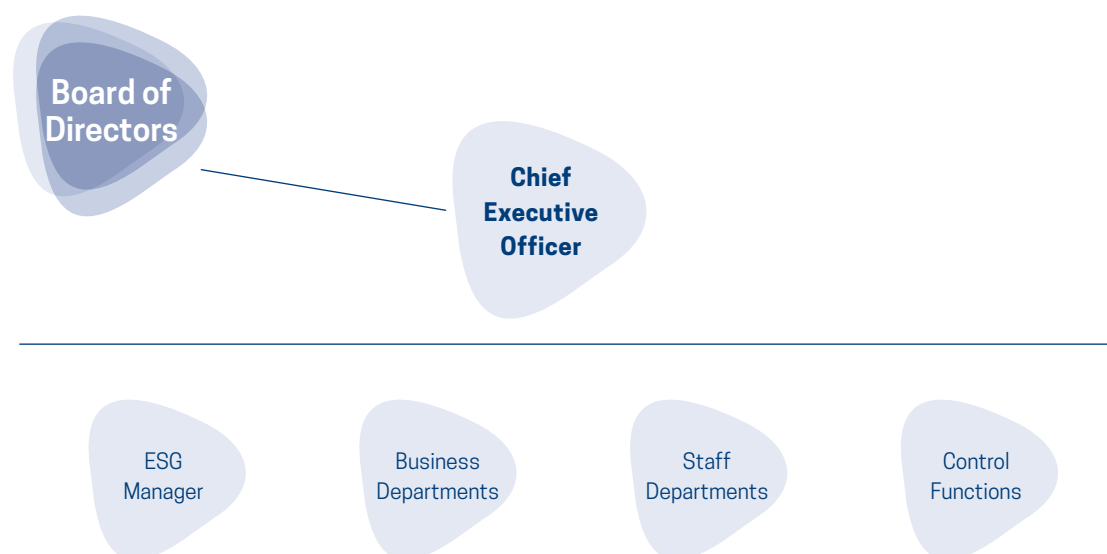 Board of
Directors
Chief
Executive
Officer
ESG
Manager
Business
Departments
Staff
Departments
Control
Functions